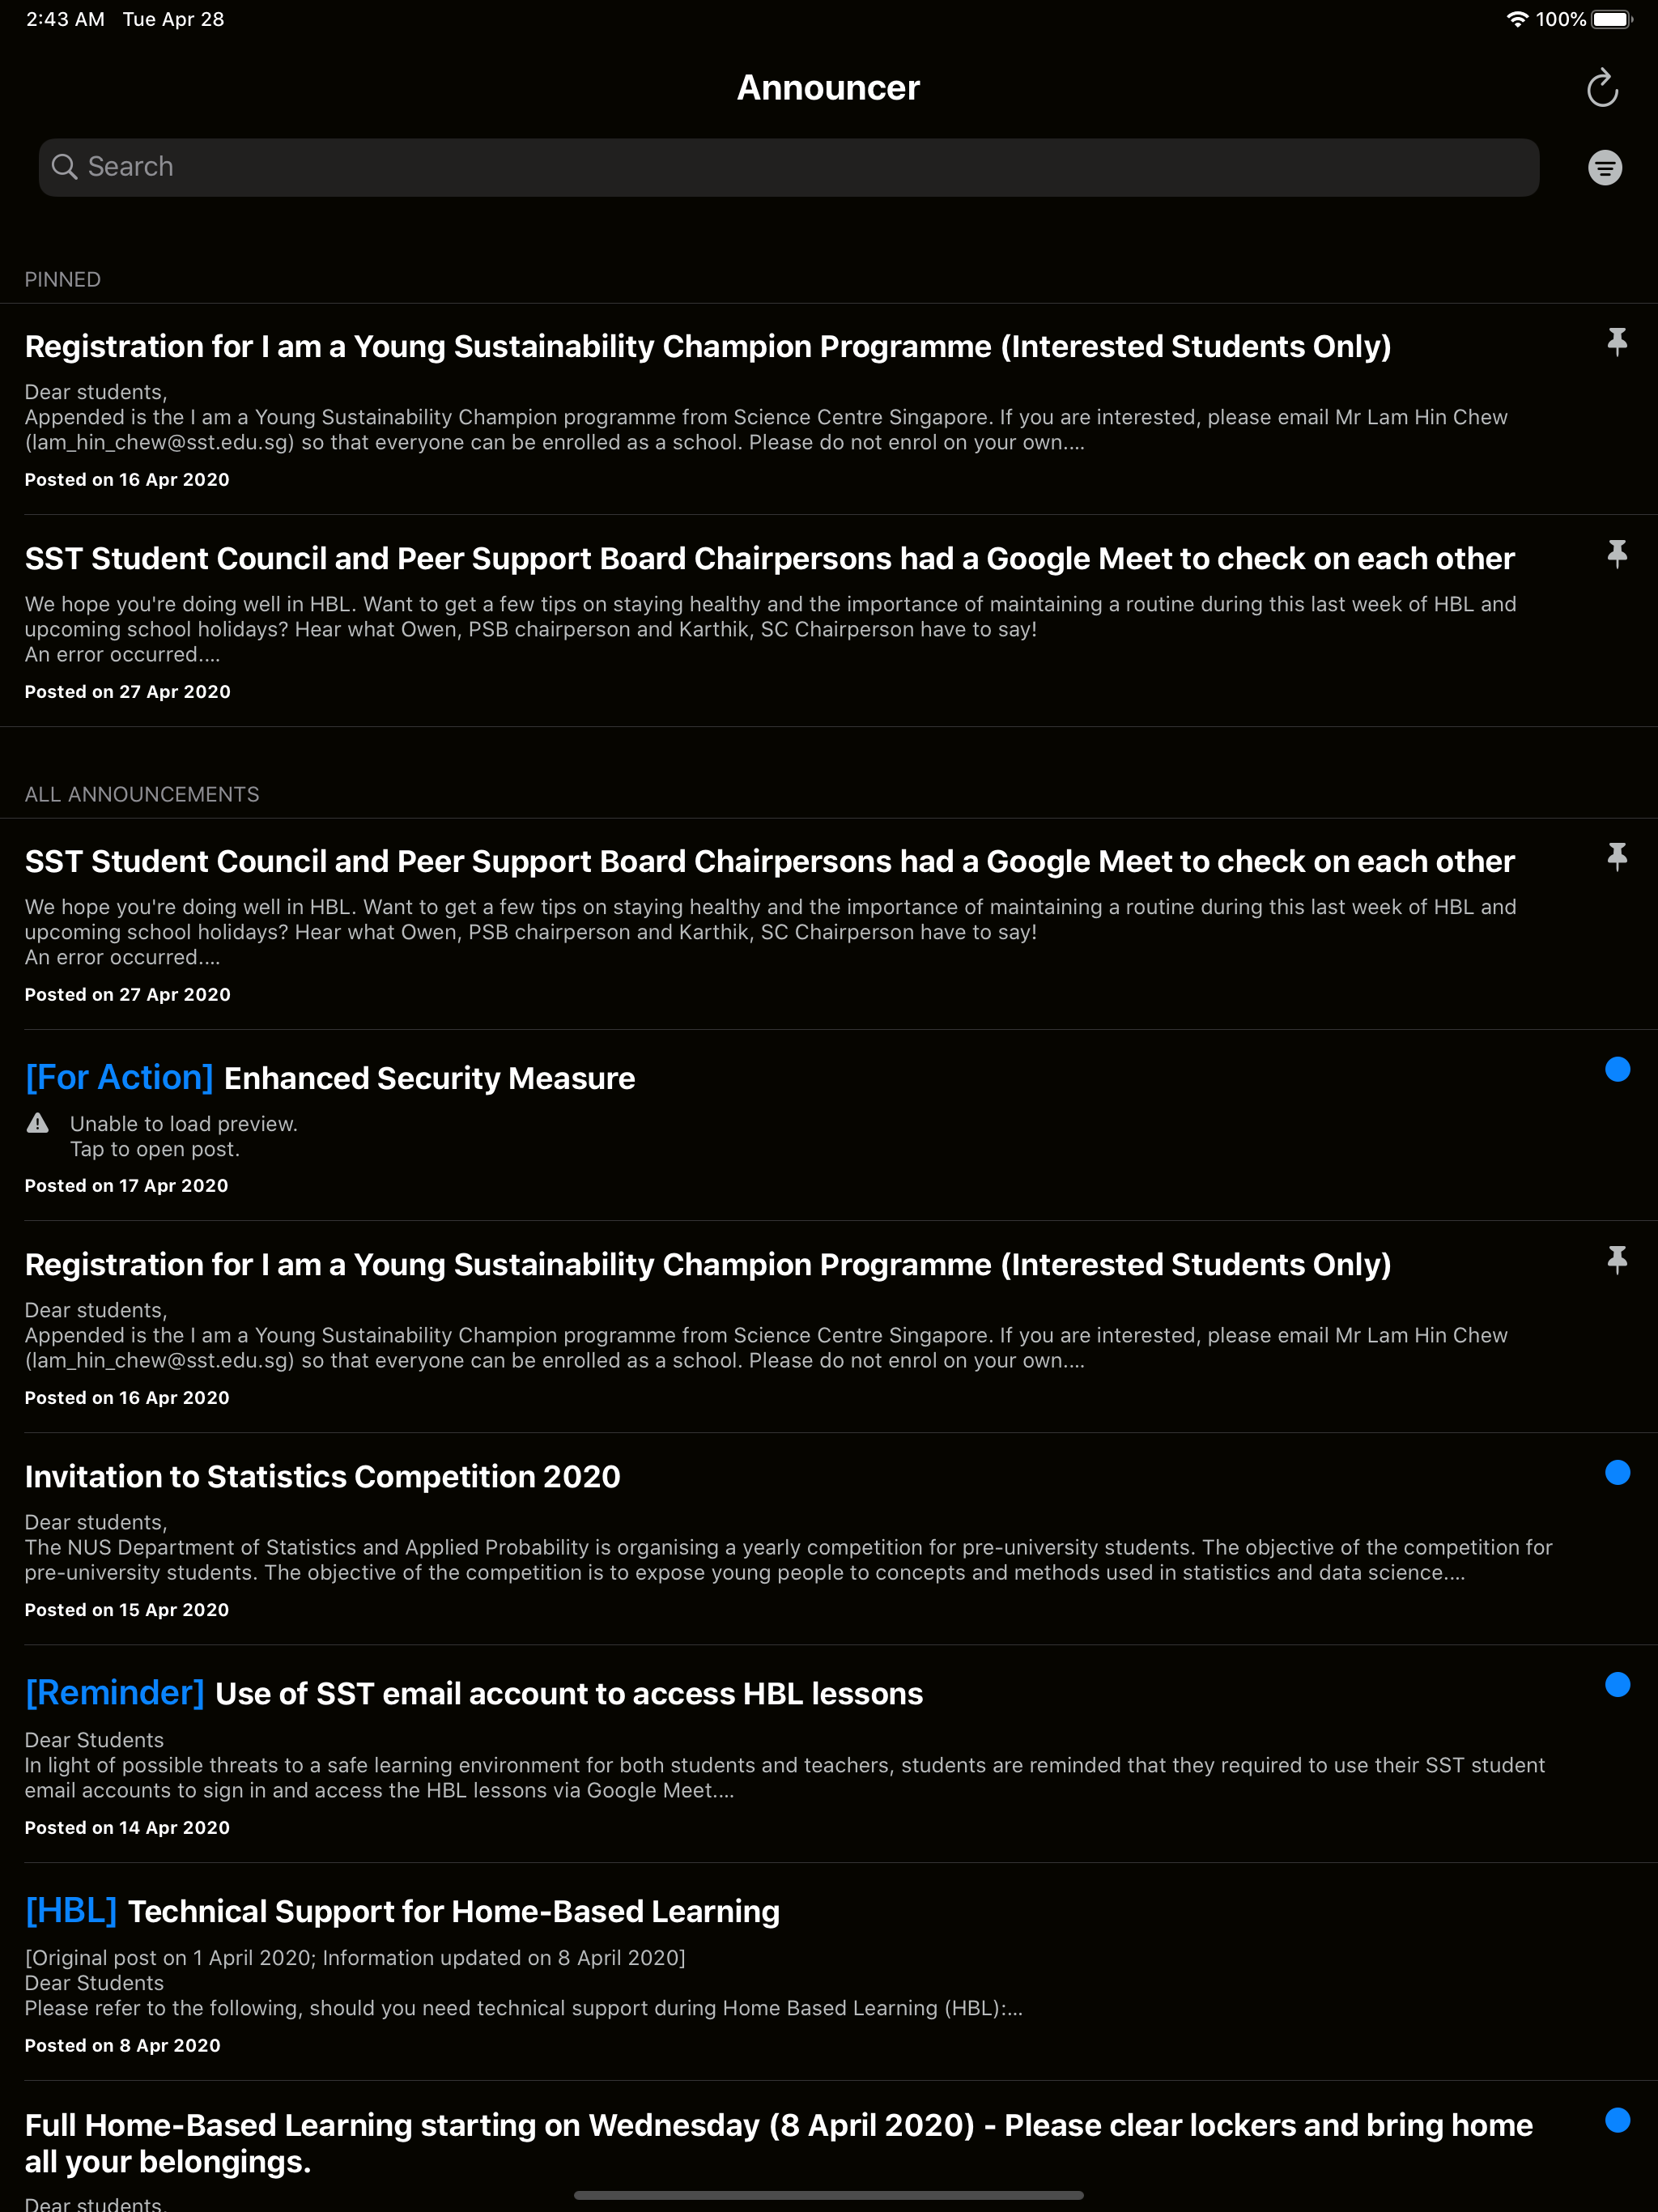 2:43 AM Tue Apr 28
100%
Announcer
Search
PINNED
Registration for I am a Young Sustainability Champion Programme (Interested Students Only)
Dear students,
Appended is the I am a Young Sustainability Champion programme from Science Centre Singapore. If you are interested, please email Mr Lam Hin Chew
(lam_hin_chew@sst.edu.sg) so that everyone can be enrolled as a school. Please do not enrol on your own....
Posted on 16 Apr 2020
SST Student Council and Peer Support Board Chairpersons had a Google Meet to check on each other
We hope you're doing well in HBL. Want to get a few tips on staying healthy and the importance of maintaining a routine during this last week of HBL and
upcoming school holidays? Hear what Owen, PSB chairperson and Karthik, SC Chairperson have to say!
An error occurred....
Posted on 27 Apr 2020
ALL ANNOUNCEMENTS
SST Student Council and Peer Support Board Chairpersons had a Google Meet to check on each other
We hope you're doing well in HBL. Want to get a few tips on staying healthy and the importance of maintaining a routine during this last week of HBL and
upcoming school holidays? Hear what Owen, PSB chairperson and Karthik, SC Chairperson have to say!
An error occurred....
Posted on 27 Apr 2020
[For Action] Enhanced Security Measure
Unable to load preview.
Tap to open post.
Posted on 17 Apr 2020
Registration for I am a Young Sustainability Champion Programme (Interested Students Only)
Dear students,
Appended is the I am a Young Sustainability Champion programme from Science Centre Singapore. If you are interested, please email Mr Lam Hin Chew
(lam_hin_chew@sst.edu.sg) so that everyone can be enrolled as a school. Please do not enrol on your own....
Posted on 16 Apr 2020
Invitation to Statistics Competition 2020
Dear students,
The NUS Department of Statistics and Applied Probability is organising a yearly competition for pre-university students. The objective of the competition for
pre-university students. The objective of the competition is to expose young people to concepts and methods used in statistics and data science....
Posted on 15 Apr 2020
[Reminder] Use of SST email account to access HBL lessons
Dear Students
In light of possible threats to a safe learning environment for both students and teachers, students are reminded that they required to use their SST student
email accounts to sign in and access the HBL lessons via Google Meet....
Posted on 14 Apr 2020
[HBL] Technical Support for Home-Based Learning
[Original post on 1 April 2020; Information updated on 8 April 2020]
Dear Students
Please refer to the following, should you need technical support during Home Based Learning (HBL):...
Posted on 8 Apr 2020
Full Home-Based Learning starting on Wednesday (8 April 2020) - Please clear lockers and bring home
all your belongings.
Dear students,